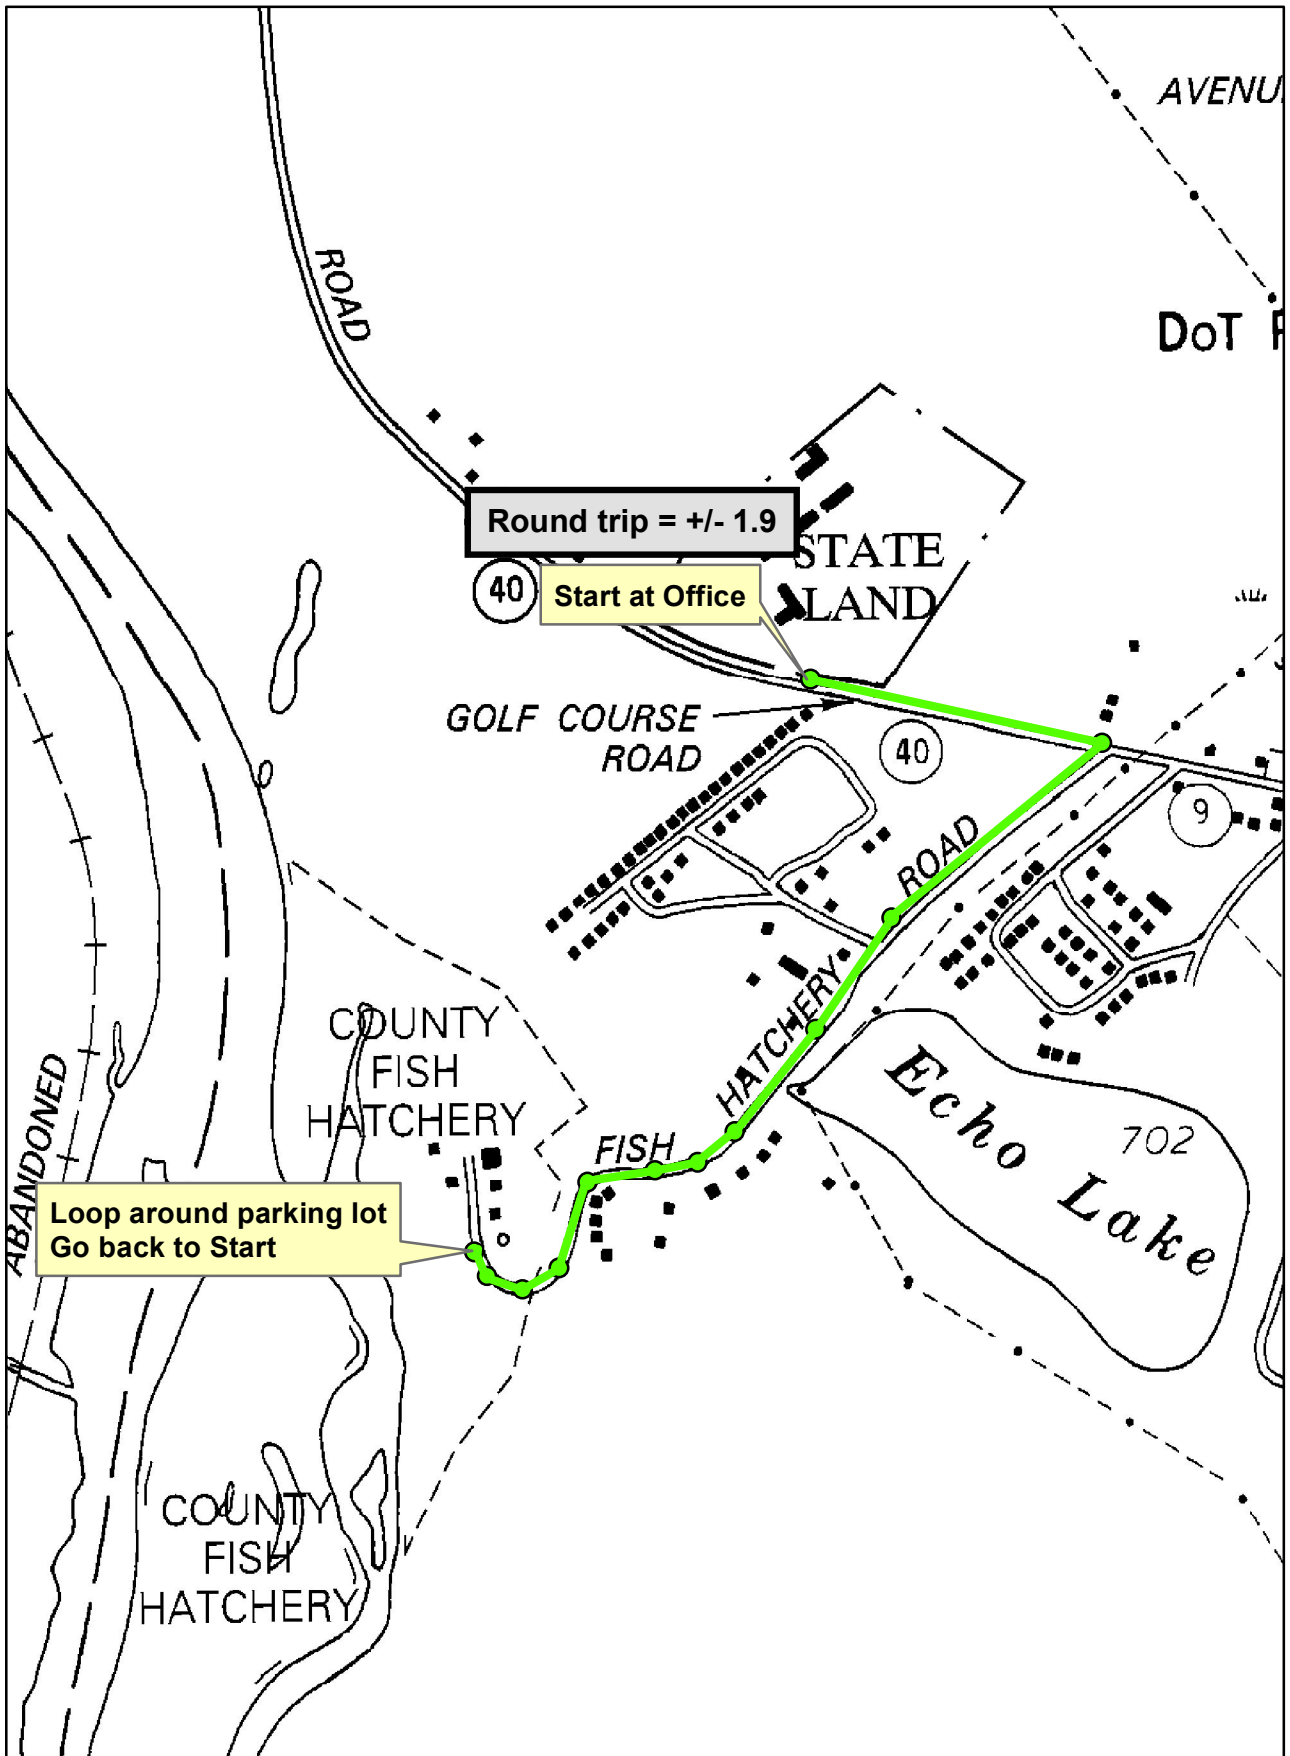 AVENU
ROAD
DoT
Round trip = +/- 1.9
STATE
LAND
40
Start at Office
GOLF COURSE
ROAD
40
9
ROAD
HATCHERY
FISH
COUNTY
FISH
HATCHERY
Echo Lake
702
ABANDONED
Loop around parking lot
Go back to Start
COUNTY
FISH
HATCHERY